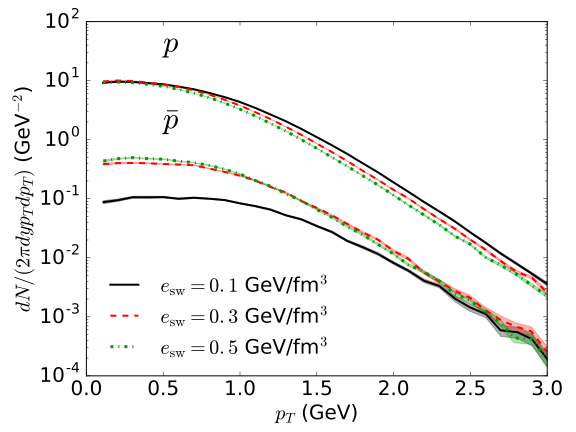 10^2
10^1
10^0
10^-1
10^-2
10^-3
10^-4
dN/(2πdyp_Tdp_T) (GeV^−2)
p
p̄
e_sw = 0.1 GeV/fm^3
e_sw = 0.3 GeV/fm^3
e_sw = 0.5 GeV/fm^3
0.0 0.5 1.0 1.5 2.0 2.5 3.0
p_T (GeV)